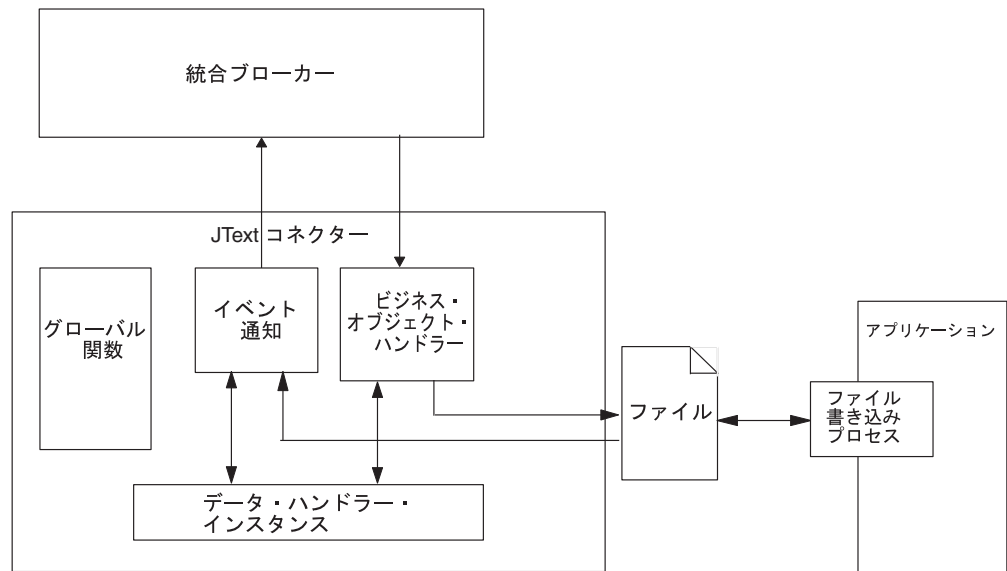 統合ブローカー
JText コネクター
グローバル
関数
イベント
通知
ビジネス・
オブジェクト・
ハンドラー
データ・ハンドラー・
インスタンス
ファイル
アプリケーション
ファイル
書き込み
プロセス